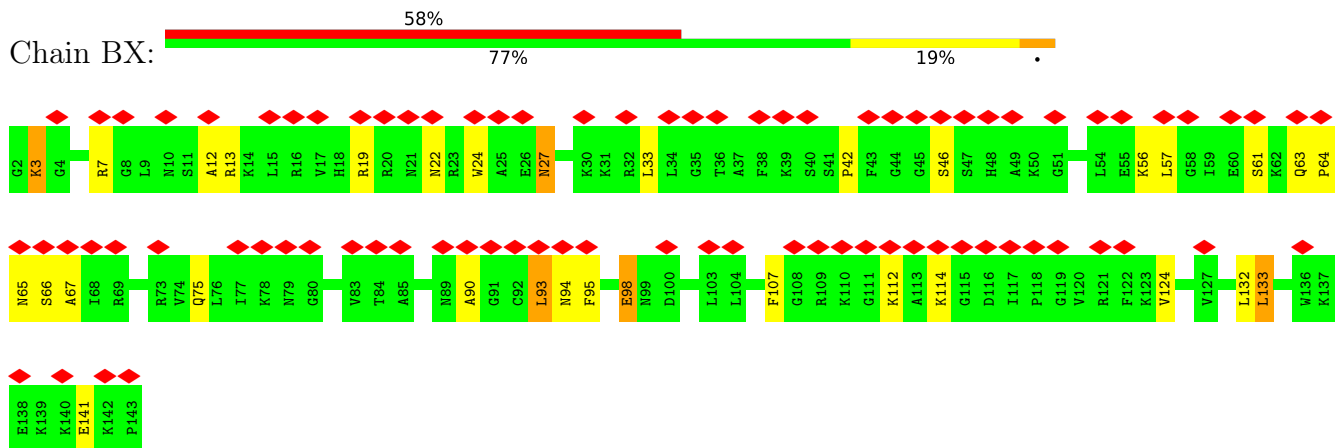 58%
Chain BX:
77% 19% •
G2 K3 G4 R7 G8 L9 N10 S11 A12 R13 K14 L15 R16 V17 H18 R19 R20 N21 N22 R23 W24 A25 E26 N27 K30 K31 R32 L33 L34 G35 T36 A37 F38 K39 S40 S41 P42 F43 G44 G45 S46 S47 H48 A49 K50 G51 L54 E55 K56 L57 G58 I59 E60 S61 K62 Q63 P64
N65 S66 A67 I68 R69 R73 V74 Q75 L76 I77 K78 N79 G80 V83 T84 A85 N89 A90 G91 C92 L93 N94 F95 E98 N99 D100 L103 L104 F107 G108 R109 K110 G111 K112 A113 K114 G115 D116 I117 P118 G119 V120 R121 F122 K123 V124 V127 L132 L133 W136 K137
E138 K139 K140 E141 K142 P143